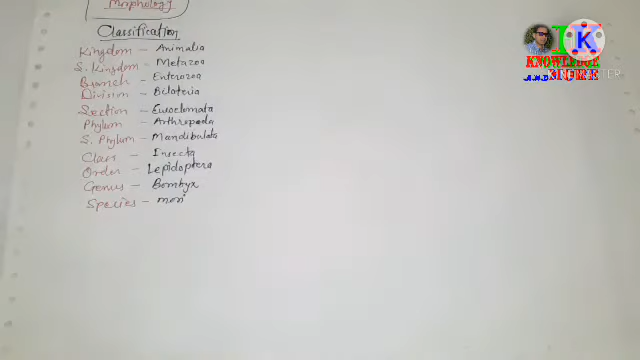 Morphology
Classification
Kingdom - Animalia
S. Kingdom - Metazoa
Branch - Enterozoa
Division - Bilateria
Section - Eucoelomata
Phylum - Arthropoda
S. Phylum - Mandibulata
Class - Insecta
Order - Lepidoptera
Genus - Bombyx
Species - mori
K
KNOWLEDGE
AND